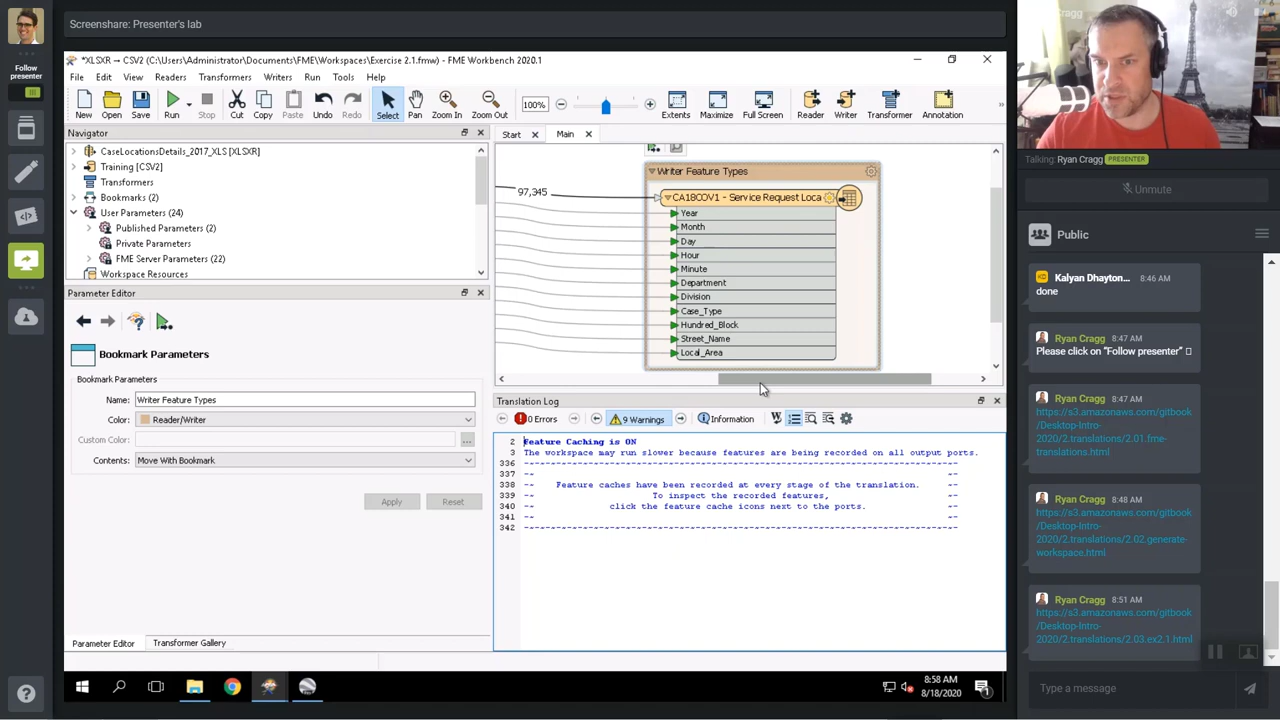 Screenshare: Presenter's lab
Follow
presenter
*XLSXR → CSV2 (C:\Users\Administrator\Documents\FME\Workspaces\Exercise 2.1.fmw) - FME Workbench 2020.1
File Edit View Readers Transformers Writers Run Tools Help
New Open Save Run Stop Cut Copy Paste Undo Redo Select Pan Zoom In Zoom Out 100% Extents Maximize Full Screen Reader Writer Transformer Annotation
Navigator
CaseLocationsDetails_2017_XLS [XLSXR]
Training [CSV2]
Transformers
Bookmarks (2)
User Parameters (24)
Published Parameters (2)
Private Parameters
FME Server Parameters (22)
Workspace Resources
Parameter Editor
Bookmark Parameters
Bookmark Parameters
Name: Writer Feature Types
Color: Reader/Writer
Custom Color:
Contents: Move With Bookmark
Apply Reset
Parameter Editor Transformer Gallery
Start Main
97,345
Writer Feature Types
CA18COV1 - Service Request Loca
Year
Month
Day
Hour
Minute
Department
Division
Case_Type
Hundred_Block
Street_Name
Local_Area
Translation Log
0 Errors 9 Warnings Information
2 Feature Caching is ON
3 The workspace may run slower because features are being recorded on all output ports.
336 -------------------------------------------------------------------------------
337 -~ ~-
338 -~ Feature caches have been recorded at every stage of the translation. ~-
339 -~ To inspect the recorded features, ~-
340 -~ click the feature cache icons next to the ports. ~-
341 -~ ~-
342 -------------------------------------------------------------------------------
8:58 AM
8/18/2020
1
Cragg
Talking: Ryan Cragg PRESENTER
Unmute
Public
KD Kalyan Dhayton... 8:46 AM
done
Ryan Cragg 8:47 AM
Please click on "Follow presenter"
Ryan Cragg 8:47 AM
https://s3.amazonaws.com/gitbook
/Desktop-Intro-
2020/2.translations/2.01.fme-
translations.html
Ryan Cragg 8:48 AM
https://s3.amazonaws.com/gitbook
/Desktop-Intro-
2020/2.translations/2.02.generate-
workspace.html
Ryan Cragg 8:51 AM
https://s3.amazonaws.com/gitbook
/Desktop-Intro-
2020/2.translations/2.03.ex2.1.html
Type a message